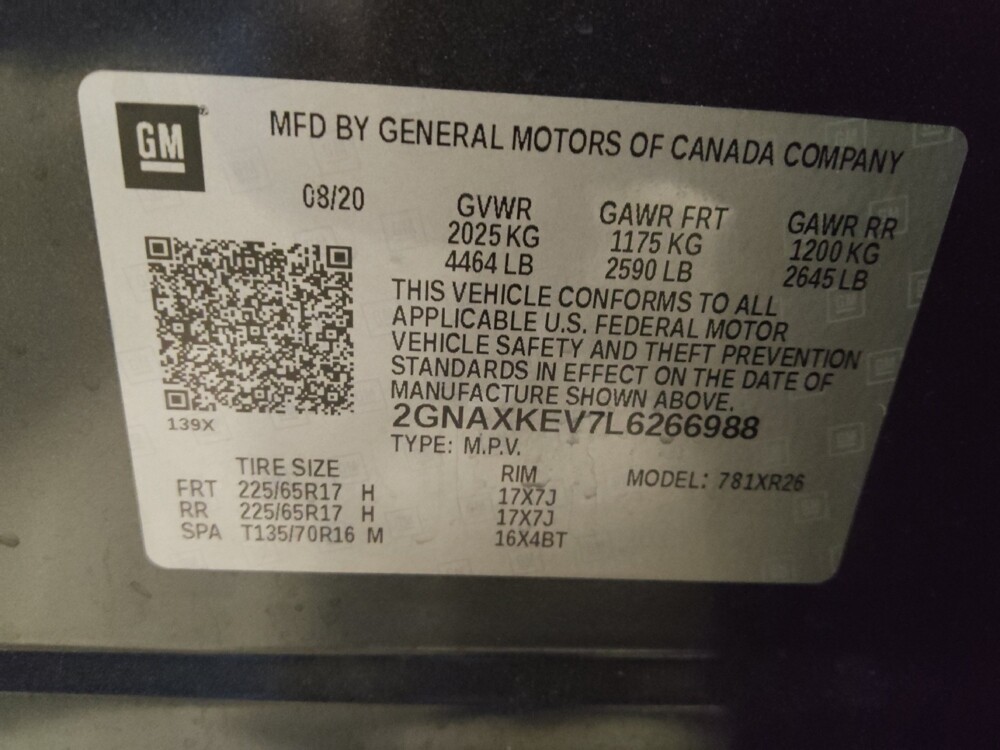 GM
MFD BY GENERAL MOTORS OF CANADA COMPANY
08/20
GVWR GAWR FRT GAWR RR
2025 KG 1175 KG 1200 KG
4464 LB 2590 LB 2645 LB
THIS VEHICLE CONFORMS TO ALL
APPLICABLE U.S. FEDERAL MOTOR
VEHICLE SAFETY AND THEFT PREVENTION
STANDARDS IN EFFECT ON THE DATE OF
MANUFACTURE SHOWN ABOVE.
2GNAXKEV7L6266988
139X
TYPE: M.P.V.
TIRE SIZE RIM MODEL: 781XR26
FRT 225/65R17 H 17X7J
RR 225/65R17 H 17X7J
SPA T135/70R16 M 16X4BT